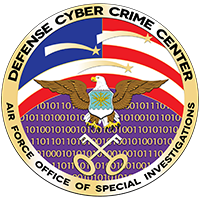 DEFENSE CYBER CRIME CENTER
AIR FORCE OFFICE OF SPECIAL INVESTIGATIONS